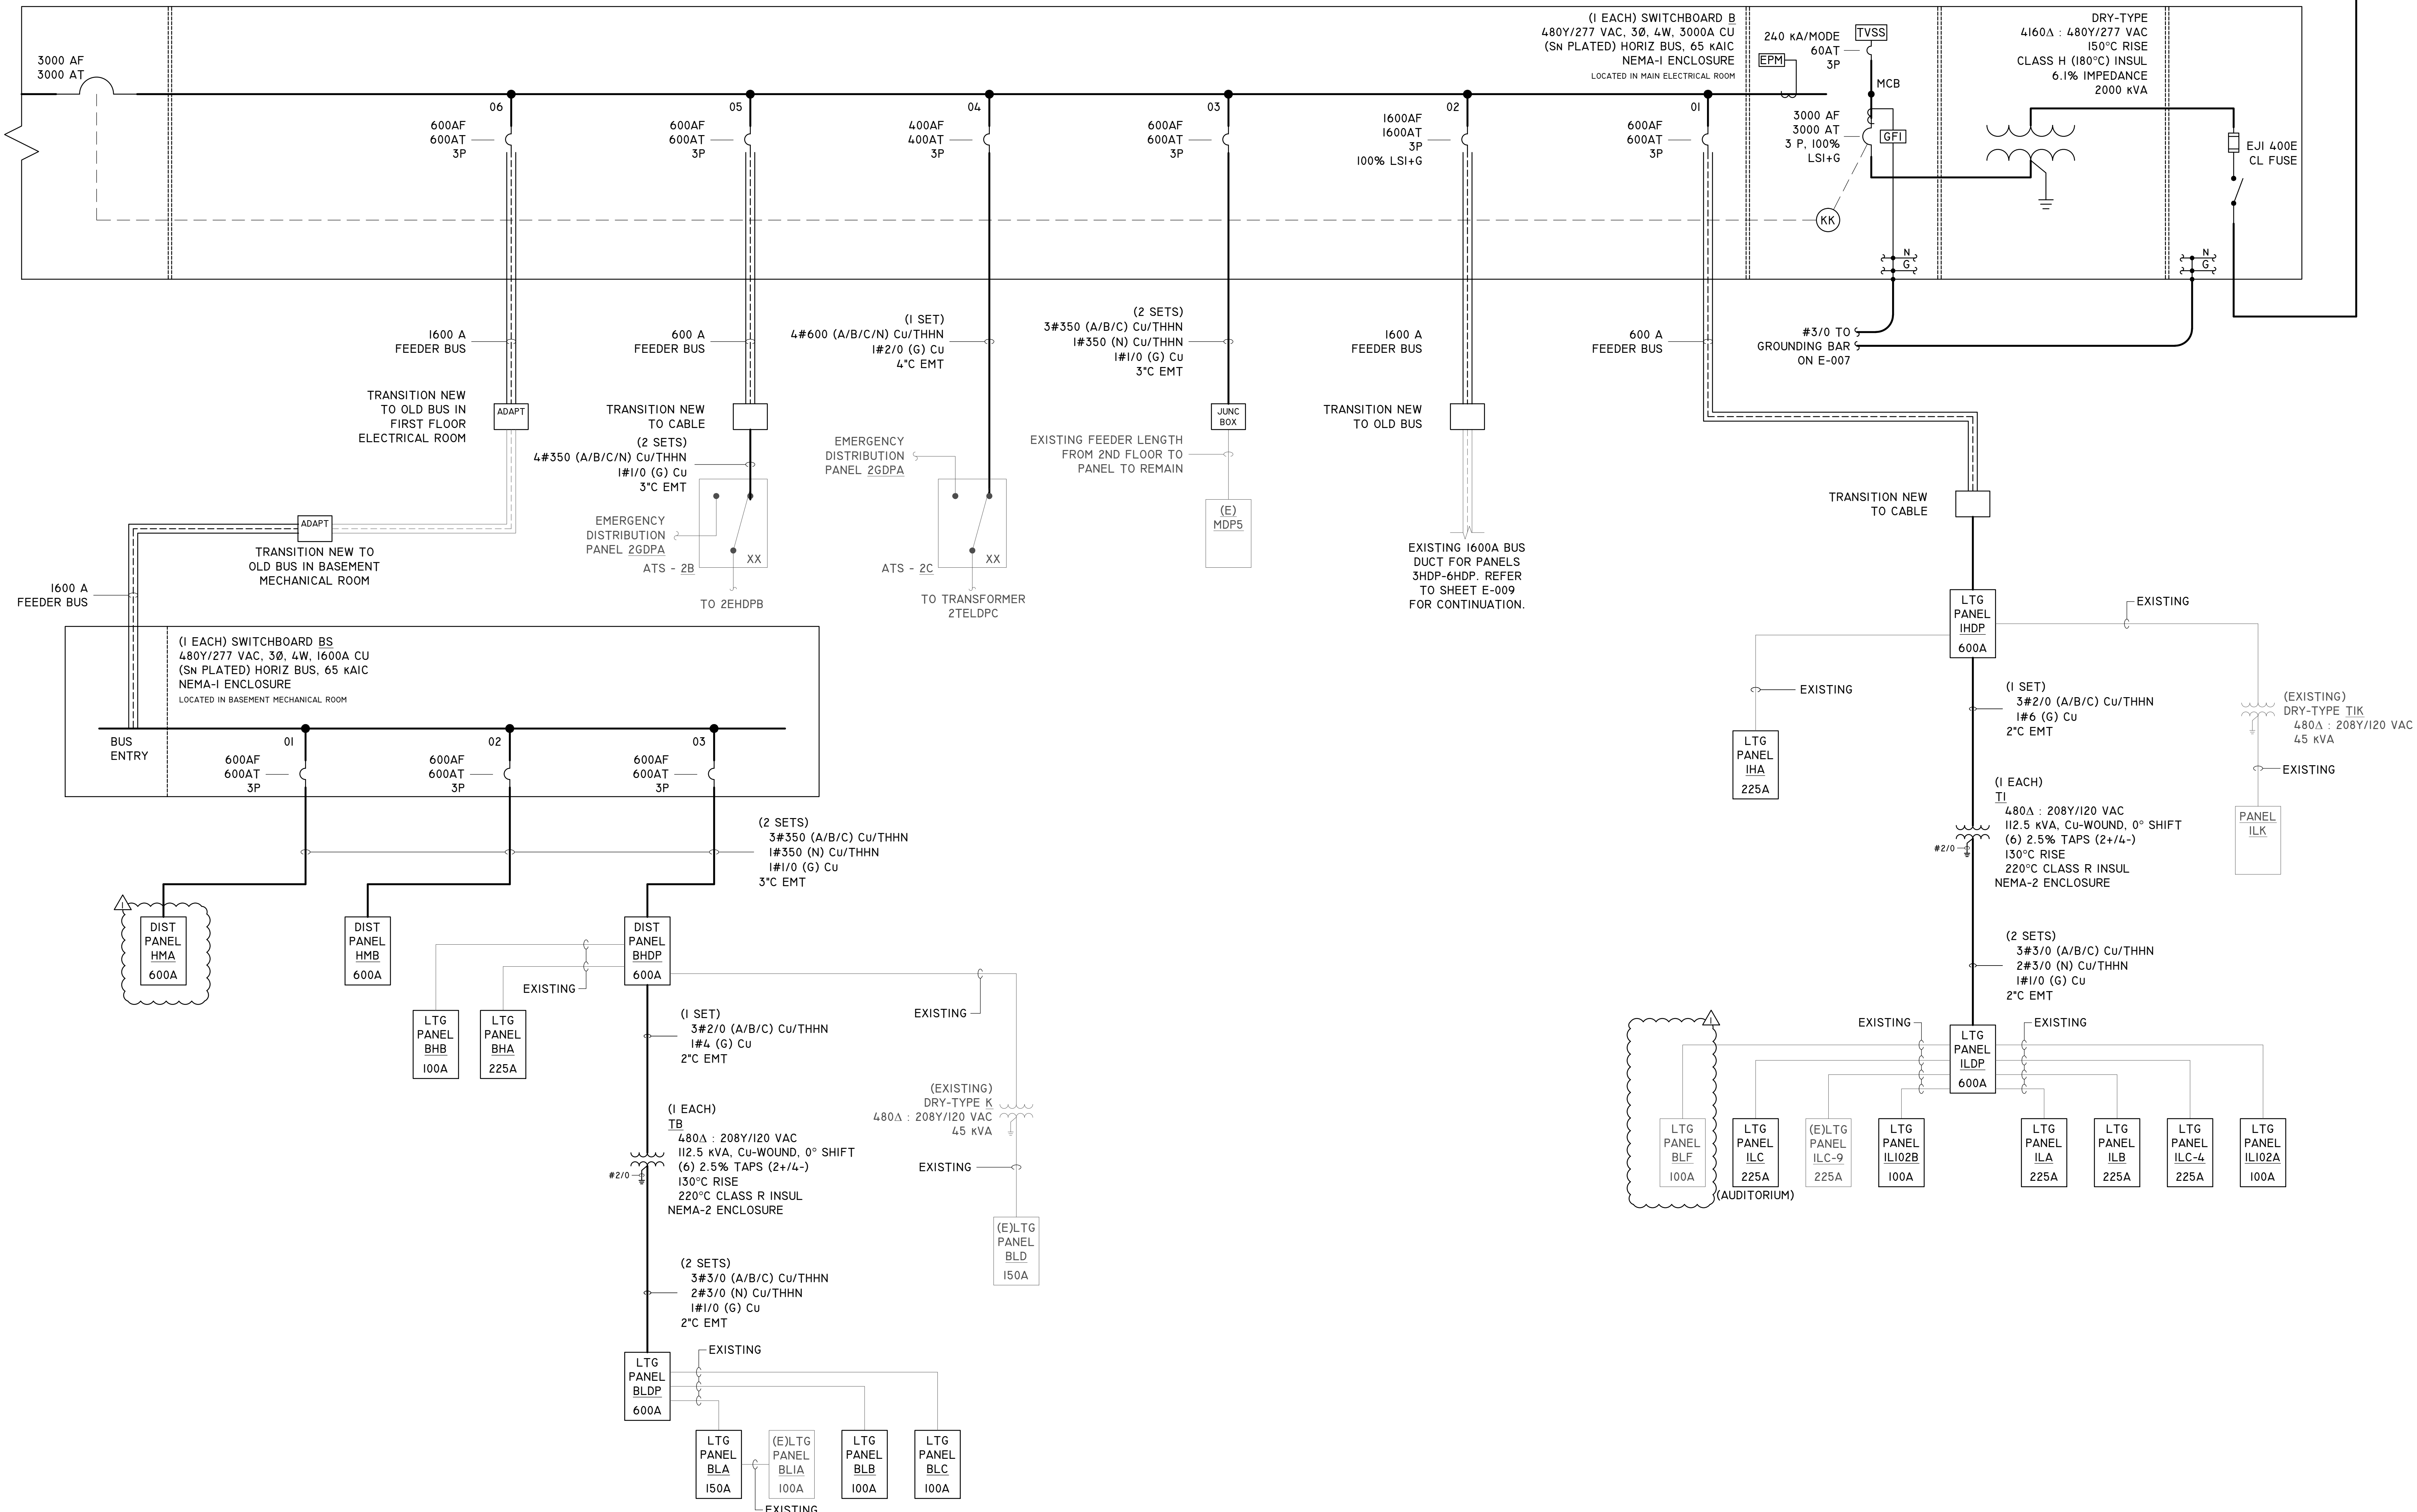 3000 AF
3000 AT
(1 EACH) SWITCHBOARD B
480Y/277 VAC, 3Ø, 4W, 3000A CU
(Sn PLATED) HORIZ BUS, 65 kAIC
NEMA-1 ENCLOSURE
LOCATED IN MAIN ELECTRICAL ROOM
240 kA/MODE
60AT
3P
TVSS
EPM
MCB
3000 AF
3000 AT
3 P, 100%
LSI+G
GFI
KK
DRY-TYPE
4160Δ : 480Y/277 VAC
150°C RISE
CLASS H (180°C) INSUL
6.1% IMPEDANCE
2000 kVA
EJ1 400E
CL FUSE
N
G
N
G
06
600AF
600AT
3P
05
600AF
600AT
3P
04
400AF
400AT
3P
03
600AF
600AT
3P
02
1600AF
1600AT
3P
100% LSI+G
01
600AF
600AT
3P
1600 A
FEEDER BUS
600 A
FEEDER BUS
(1 SET)
4#600 (A/B/C/N) Cu/THHN
1#2/0 (G) Cu
4"C EMT
(2 SETS)
3#350 (A/B/C) Cu/THHN
1#350 (N) Cu/THHN
1#1/0 (G) Cu
3"C EMT
1600 A
FEEDER BUS
600 A
FEEDER BUS
#3/0 TO
GROUNDING BAR
ON E-007
TRANSITION NEW
TO OLD BUS IN
FIRST FLOOR
ELECTRICAL ROOM
ADAPT
TRANSITION NEW
TO CABLE
(2 SETS)
4#350 (A/B/C/N) Cu/THHN
1#1/0 (G) Cu
3"C EMT
EMERGENCY
DISTRIBUTION
PANEL 2GDPA
XX
ATS - 2B
TO 2EHDPB
EMERGENCY
DISTRIBUTION
PANEL 2GDPA
XX
ATS - 2C
TO TRANSFORMER
2TELDPC
JUNC
BOX
EXISTING FEEDER LENGTH
FROM 2ND FLOOR TO
PANEL TO REMAIN
(E)
MDP5
TRANSITION NEW
TO OLD BUS
EXISTING 1600A BUS
DUCT FOR PANELS
3HDP-6HDP. REFER
TO SHEET E-009
FOR CONTINUATION.
TRANSITION NEW
TO CABLE
ADAPT
TRANSITION NEW TO
OLD BUS IN BASEMENT
MECHANICAL ROOM
1600 A
FEEDER BUS
(1 EACH) SWITCHBOARD BS
480Y/277 VAC, 3Ø, 4W, 1600A CU
(Sn PLATED) HORIZ BUS, 65 kAIC
NEMA-1 ENCLOSURE
LOCATED IN BASEMENT MECHANICAL ROOM
BUS
ENTRY
01
600AF
600AT
3P
02
600AF
600AT
3P
03
600AF
600AT
3P
(2 SETS)
3#350 (A/B/C) Cu/THHN
1#350 (N) Cu/THHN
1#1/0 (G) Cu
3"C EMT
1
DIST
PANEL
HMA
600A
DIST
PANEL
HMB
600A
DIST
PANEL
BHDP
600A
EXISTING
LTG
PANEL
BHB
100A
LTG
PANEL
BHA
225A
(1 SET)
3#2/0 (A/B/C) Cu/THHN
1#4 (G) Cu
2"C EMT
EXISTING
(EXISTING)
DRY-TYPE K
480Δ : 208Y/120 VAC
45 kVA
EXISTING
(E)LTG
PANEL
BLD
150A
(1 EACH)
TB
480Δ : 208Y/120 VAC
112.5 kVA, Cu-WOUND, 0° SHIFT
(6) 2.5% TAPS (2+/4-)
130°C RISE
220°C CLASS R INSUL
NEMA-2 ENCLOSURE
#2/0
(2 SETS)
3#3/0 (A/B/C) Cu/THHN
2#3/0 (N) Cu/THHN
1#1/0 (G) Cu
2"C EMT
LTG
PANEL
BLDP
600A
EXISTING
LTG
PANEL
BLA
150A
(E)LTG
PANEL
BL1A
100A
LTG
PANEL
BLB
100A
LTG
PANEL
BLC
100A
EXISTING
LTG
PANEL
1HDP
600A
EXISTING
EXISTING
LTG
PANEL
1HA
225A
(1 SET)
3#2/0 (A/B/C) Cu/THHN
1#6 (G) Cu
2"C EMT
(EXISTING)
DRY-TYPE T1K
480Δ : 208Y/120 VAC
45 kVA
EXISTING
PANEL
1LK
(1 EACH)
T1
480Δ : 208Y/120 VAC
112.5 kVA, Cu-WOUND, 0° SHIFT
(6) 2.5% TAPS (2+/4-)
130°C RISE
220°C CLASS R INSUL
NEMA-2 ENCLOSURE
#2/0
(2 SETS)
3#3/0 (A/B/C) Cu/THHN
2#3/0 (N) Cu/THHN
1#1/0 (G) Cu
2"C EMT
EXISTING
EXISTING
LTG
PANEL
1LDP
600A
1
LTG
PANEL
BLF
100A
LTG
PANEL
1LC
225A
(AUDITORIUM)
(E)LTG
PANEL
1LC-9
225A
LTG
PANEL
1L102B
100A
LTG
PANEL
1LA
225A
LTG
PANEL
1LB
225A
LTG
PANEL
1LC-4
225A
LTG
PANEL
1L102A
100A